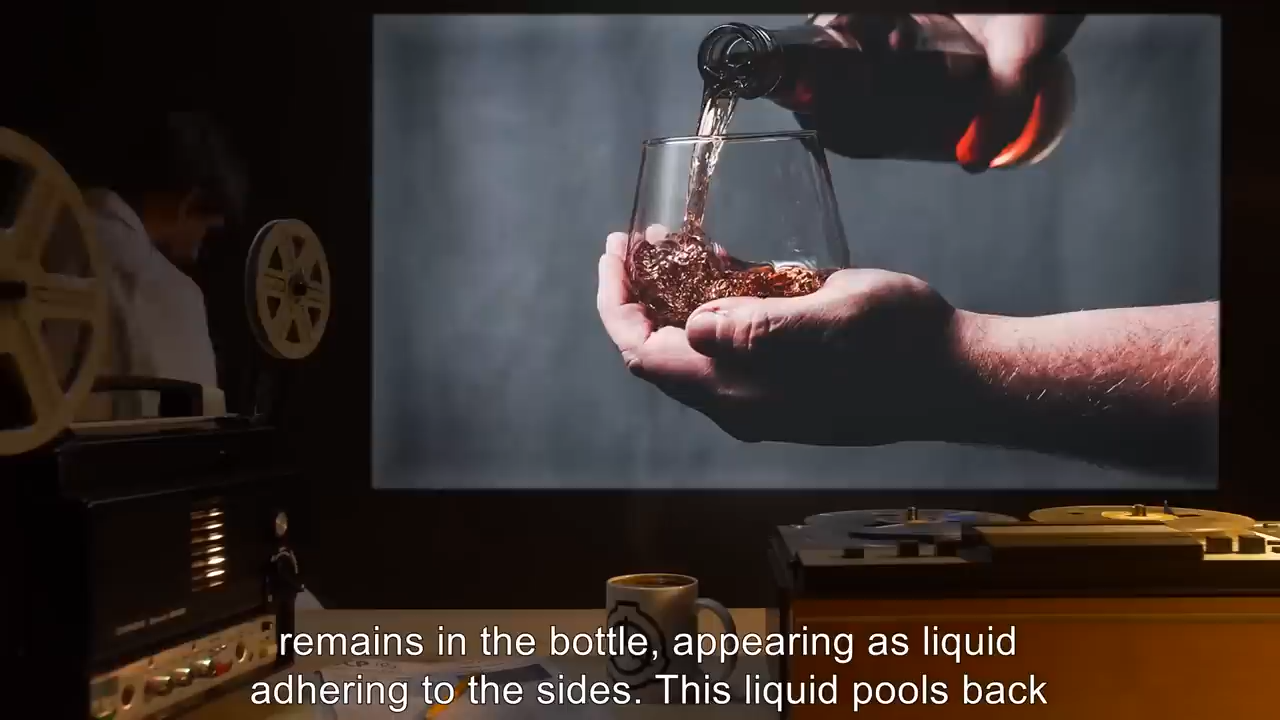 remains in the bottle, appearing as liquid
adhering to the sides. This liquid pools back